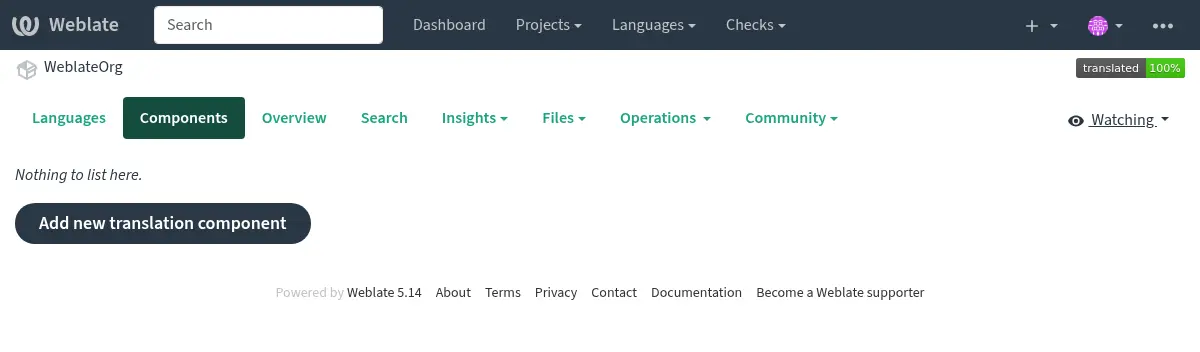 Weblate Search Dashboard Projects Languages Checks
WeblateOrg translated 100%
Languages Components Overview Search Insights Files Operations Community Watching
Nothing to list here.
Add new translation component
Powered by Weblate 5.14 About Terms Privacy Contact Documentation Become a Weblate supporter